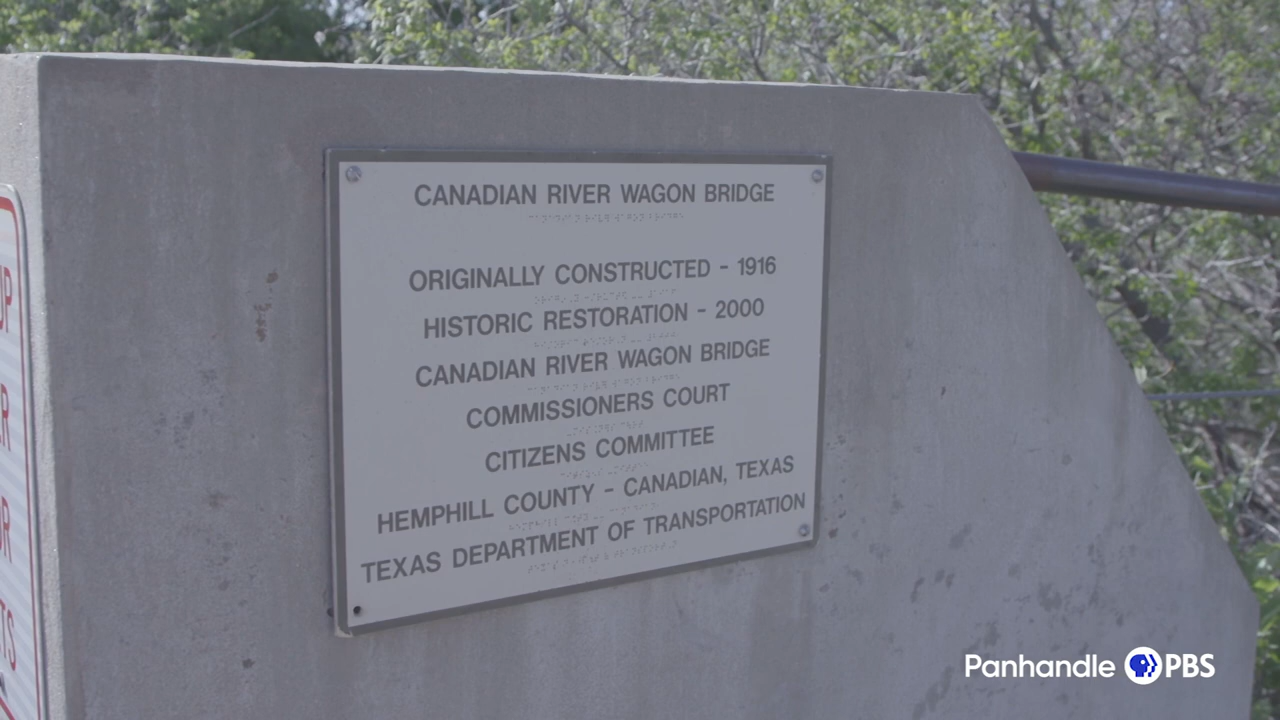 CANADIAN RIVER WAGON BRIDGE
ORIGINALLY CONSTRUCTED - 1916
HISTORIC RESTORATION - 2000
CANADIAN RIVER WAGON BRIDGE
COMMISSIONERS COURT
CITIZENS COMMITTEE
HEMPHILL COUNTY - CANADIAN, TEXAS
TEXAS DEPARTMENT OF TRANSPORTATION
Panhandle PBS